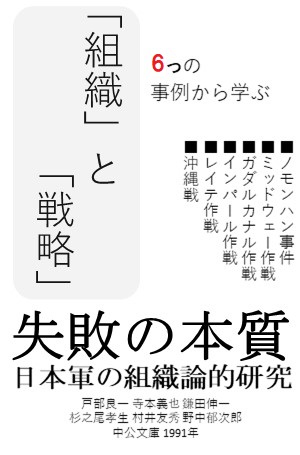 「組織」と
「戦略」
6つの
事例から学ぶ
■ノモンハン事件
■ミッドウェー作戦
■ガダルカナル作戦
■インパール作戦
■レイテ作戦
■沖縄戦
失敗の本質
日本軍の組織論的研究
戸部良一 寺本義也 鎌田伸一
杉之尾孝生 村井友秀 野中郁次郎
中公文庫 1991年